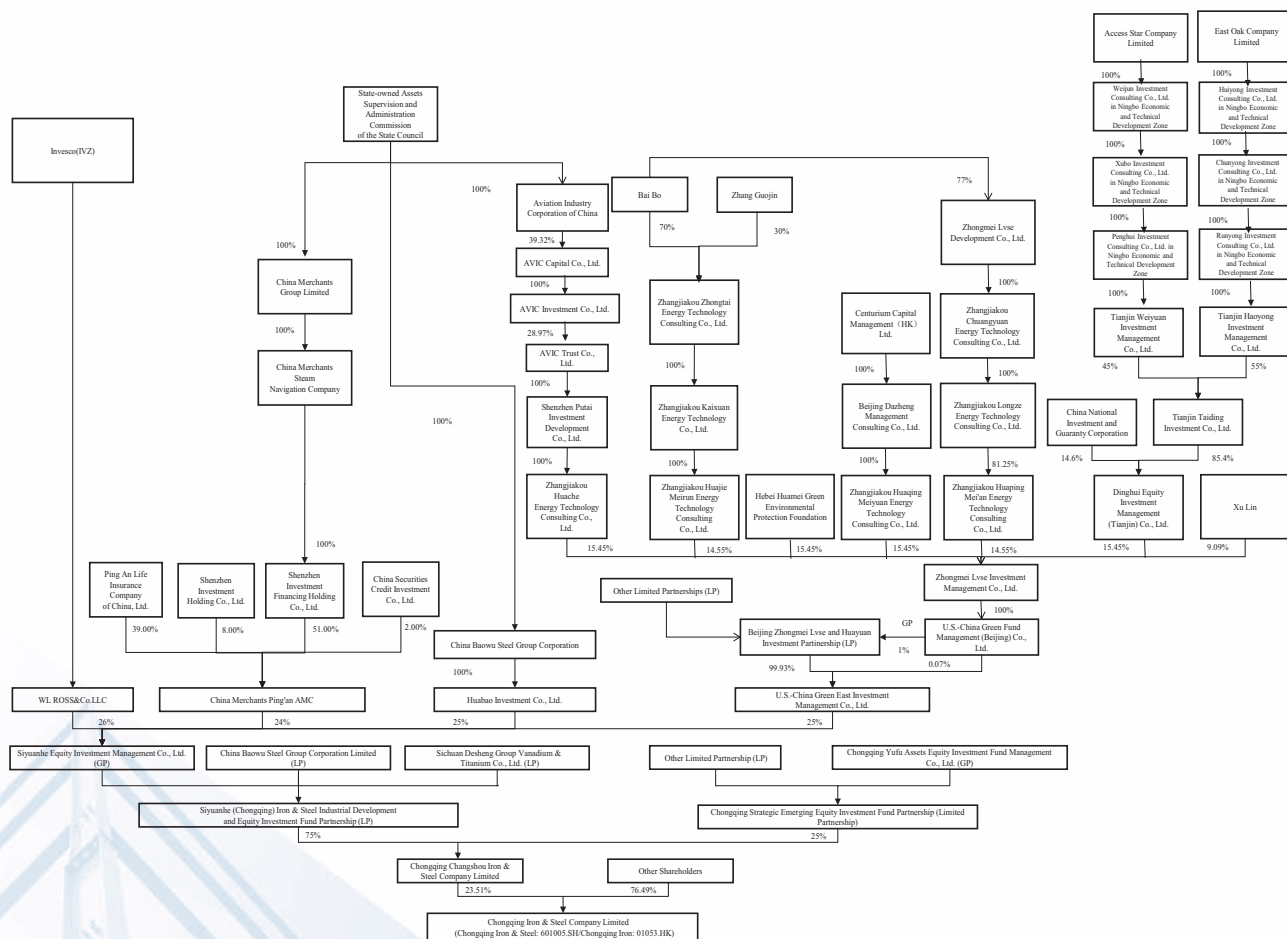 Access Star Company
Limited
East Oak Company
Limited
100%
100%
State-owned Assets
Supervision and
Administration
Commission
of the State Council
Weijun Investment
Consulting Co., Ltd.
in Ningbo Economic
and Technical
Development Zone
Huiyong Investment
Consulting Co., Ltd.
in Ningbo Economic
and Technical
Development Zone
Invesco(IVZ)
100%
100%
100%
100%
Bai Bo
Zhang Guojin
77%
Xubo Investment
Consulting Co., Ltd.
in Ningbo Economic
and Technical
Development Zone
Chunyong Investment
Consulting Co., Ltd.
in Ningbo Economic
and Technical
Development Zone
Aviation Industry
Corporation of China
Zhongmei Lvse
Development Co., Ltd.
100%
100%
100%
39.32%
70%
30%
Penghui Investment
Consulting Co., Ltd. in
Ningbo Economic and
Technical Development
Zone
Runyong Investment
Consulting Co., Ltd.
in Ningbo Economic
and Technical
Development Zone
China Merchants
Group Limited
AVIC Capital Co., Ltd.
100%
100%
100%
100%
AVIC Investment Co., Ltd.
Zhangjiakou Zhongtai
Energy Technology
Consulting Co., Ltd.
Centurium Capital
Management（HK）
Ltd.
Zhangjiakou
Chuangyuan
Energy Technology
Consulting Co., Ltd.
Tianjin Weiyuan
Investment
Management
Co., Ltd.
Tianjin Haoyong
Investment
Management
Co., Ltd.
100%
28.97%
China Merchants
Steam
Navigation Company
AVIC Trust Co.,
Ltd.
100%
100%
100%
45%
55%
100%
Shenzhen Putai
Investment
Development
Co., Ltd.
Zhangjiakou Kaixuan
Energy Technology
Co., Ltd.
Beijing Dazheng
Management
Consulting Co., Ltd.
Zhangjiakou Longze
Energy Technology
Consulting Co., Ltd.
China National
Investment and
Guaranty Corporation
Tianjin Taiding
Investment Co., Ltd.
100%
100%
100%
100%
81.25%
14.6%
85.4%
Zhangjiakou
Huache
Energy Technology
Consulting Co.,
Ltd.
Zhangjiakou Huajie
Meirun Energy
Technology
Consulting
Co., Ltd.
Hebei Huamei Green
Environmental
Protection Foundation
Zhangjiakou Huaqing
Meiyuan Energy
Technology
Consulting Co., Ltd.
Zhangjiakou Huaping
Mei'an Energy
Technology
Consulting
Co., Ltd.
Dinghui Equity
Investment
Management
(Tianjin) Co., Ltd.
Xu Lin
100%
15.45%
14.55%
15.45%
15.45%
14.55%
15.45%
9.09%
Ping An Life
Insurance
Company
of China, Ltd.
Shenzhen
Investment
Holding Co., Ltd.
Shenzhen
Investment
Financing Holding
Co., Ltd.
China Securities
Credit Investment
Co., Ltd.
Other Limited Partnerships (LP)
Zhongmei Lvse Investment
Management Co., Ltd.
100%
39.00%
8.00%
51.00%
2.00%
China Baowu Steel Group Corporation
Beijing Zhongmei Lvse and Huayuan
Investment Partnership (LP)
GP
1%
U.S.-China Green Fund
Management (Beijing) Co.,
Ltd.
100%
99.93%
0.07%
WL ROSS&Co.LLC
China Merchants Ping'an AMC
Huabao Investment Co., Ltd.
U.S.-China Green East Investment
Management Co., Ltd.
26%
24%
25%
25%
Siyuanhe Equity Investment Management Co., Ltd.
(GP)
China Baowu Steel Group Corporation Limited
(LP)
Sichuan Desheng Group Vanadium &
Titanium Co., Ltd. (LP)
Other Limited Partnership (LP)
Chongqing Yufu Assets Equity Investment Fund Management
Co., Ltd. (GP)
Siyuanhe (Chongqing) Iron & Steel Industrial Development
and Equity Investment Fund Partnership (LP)
Chongqing Strategic Emerging Equity Investment Fund Partnership (Limited
Partnership)
75%
25%
Chongqing Changshou Iron &
Steel Company Limited
Other Shareholders
23.51%
76.49%
Chongqing Iron & Steel Company Limited
(Chongqing Iron & Steel: 601005.SH/Chongqing Iron: 01053.HK)